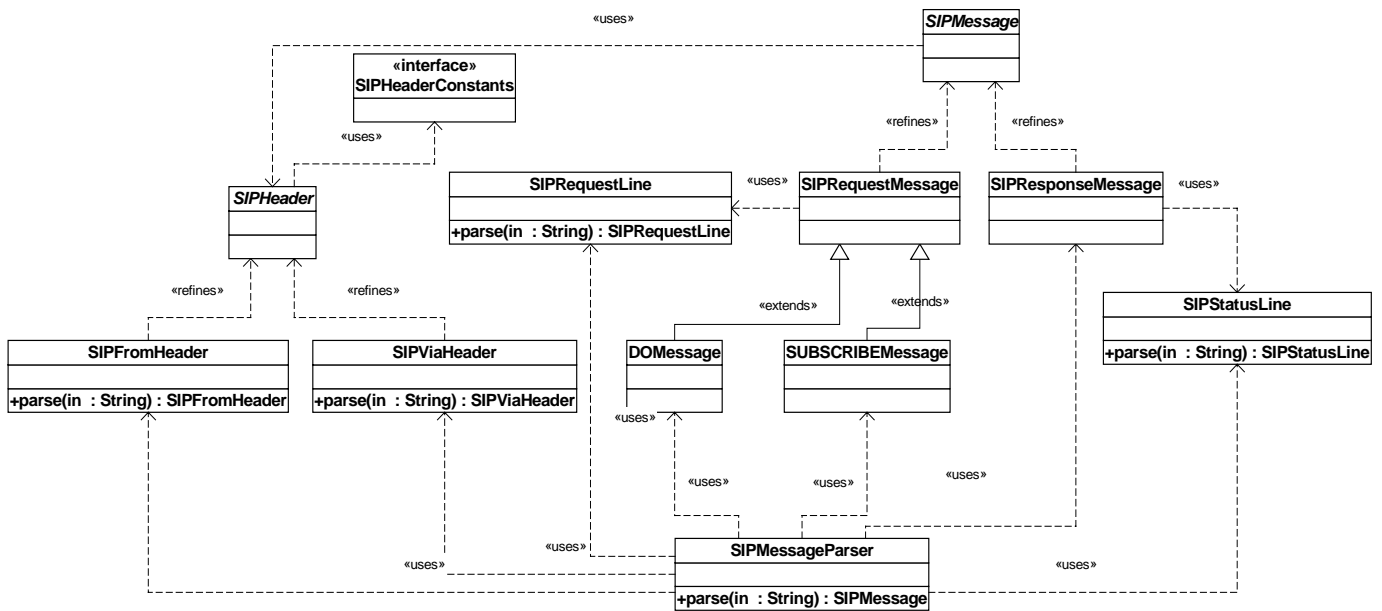 «uses»
SIPMessage
«interface»
SIPHeaderConstants
«uses»
«refines»
«refines»
SIPHeader
SIPRequestLine
+parse(in : String) : SIPRequestLine
«uses»
SIPRequestMessage
SIPResponseMessage
«uses»
«refines»
«refines»
«extends»
«extends»
SIPStatusLine
+parse(in : String) : SIPStatusLine
SIPFromHeader
+parse(in : String) : SIPFromHeader
SIPViaHeader
+parse(in : String) : SIPViaHeader
DOMessage
SUBSCRIBEMessage
«uses»
«uses»
«uses»
«uses»
«uses»
«uses»
«uses»
SIPMessageParser
+parse(in : String) : SIPMessage